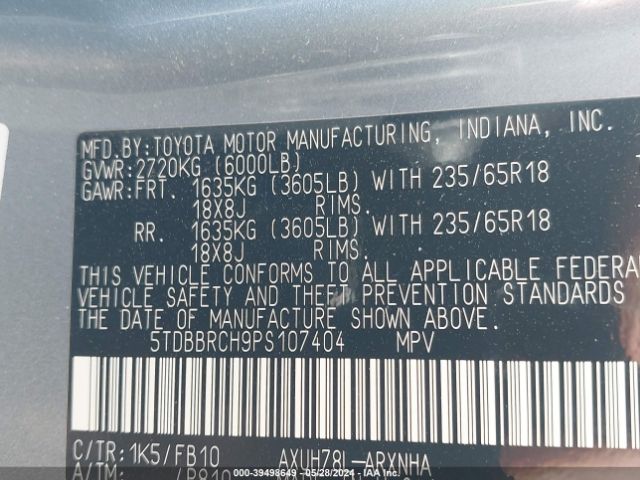 MFD.BY:TOYOTA MOTOR MANUFACTURING, INDIANA, INC.
GVWR:2720KG (6000LB)
GAWR:FRT. 1635KG (3605LB) WITH 235/65R18
18X8J RIMS.
RR. 1635KG (3605LB) WITH 235/65R18
18X8J RIMS.
THIS VEHICLE CONFORMS TO ALL APPLICABLE FEDERA
VEHICLE SAFETY AND THEFT PREVENTION STANDARDS
THE DATE OF MANUFACTURE SHOWN ABOVE.
5TDBBRCH9PS107404 MPV
C/TR:1K5/FB10 AXUH78L-ARXNHA
A/TM: /P810
000-39498649 - 05/28/2024 - IAA Inc.